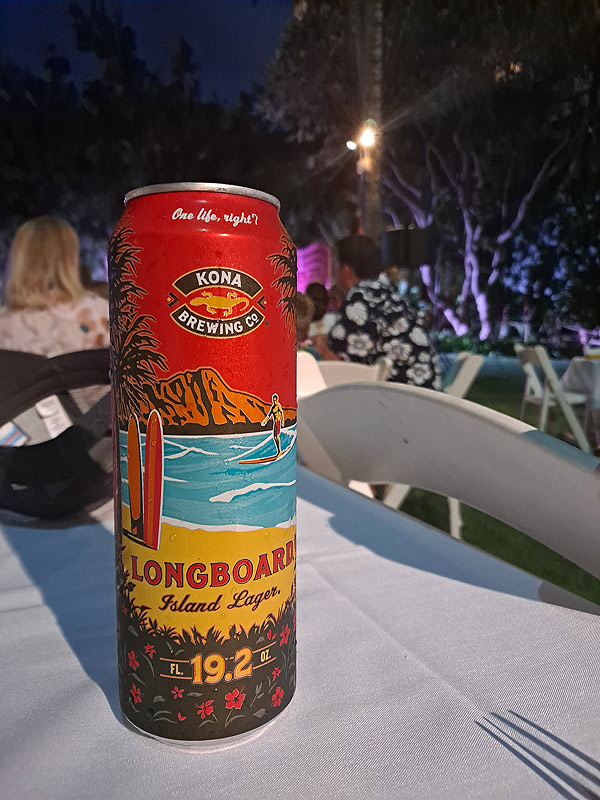 One life, right?
KONA
BREWING CO
LONGBOARD
Island Lager.
FL. 19.2 OZ.